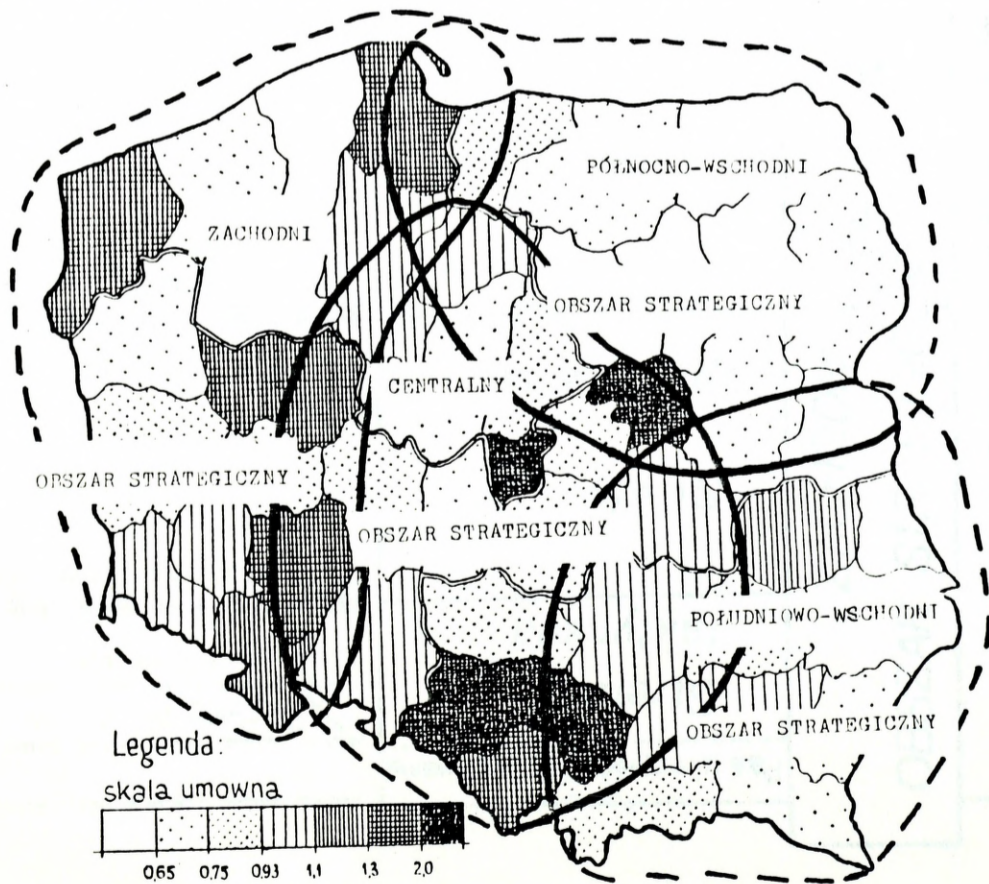 PÓŁNOCNO-WSCHODNI
ZACHODNI
OBSZAR STRATEGICZNY
CENTRALNY
OBSZAR STRATEGICZNY
OBSZAR STRATEGICZNY
POŁUDNIOWO-WSCHODNI
OBSZAR STRATEGICZNY
Legenda:
skala umowna
0,65 0,75 0,93 1,1 1,3 2,0